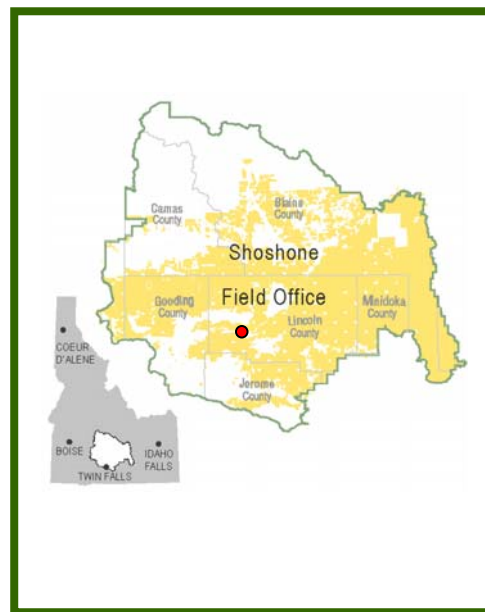 Camas
County
Blaine
County
Shoshone
Gooding
County
Field Office
Lincoln
County
Minidoka
County
Jerome
County
COEUR
D'ALENE
BOISE
IDAHO
FALLS
TWIN FALLS